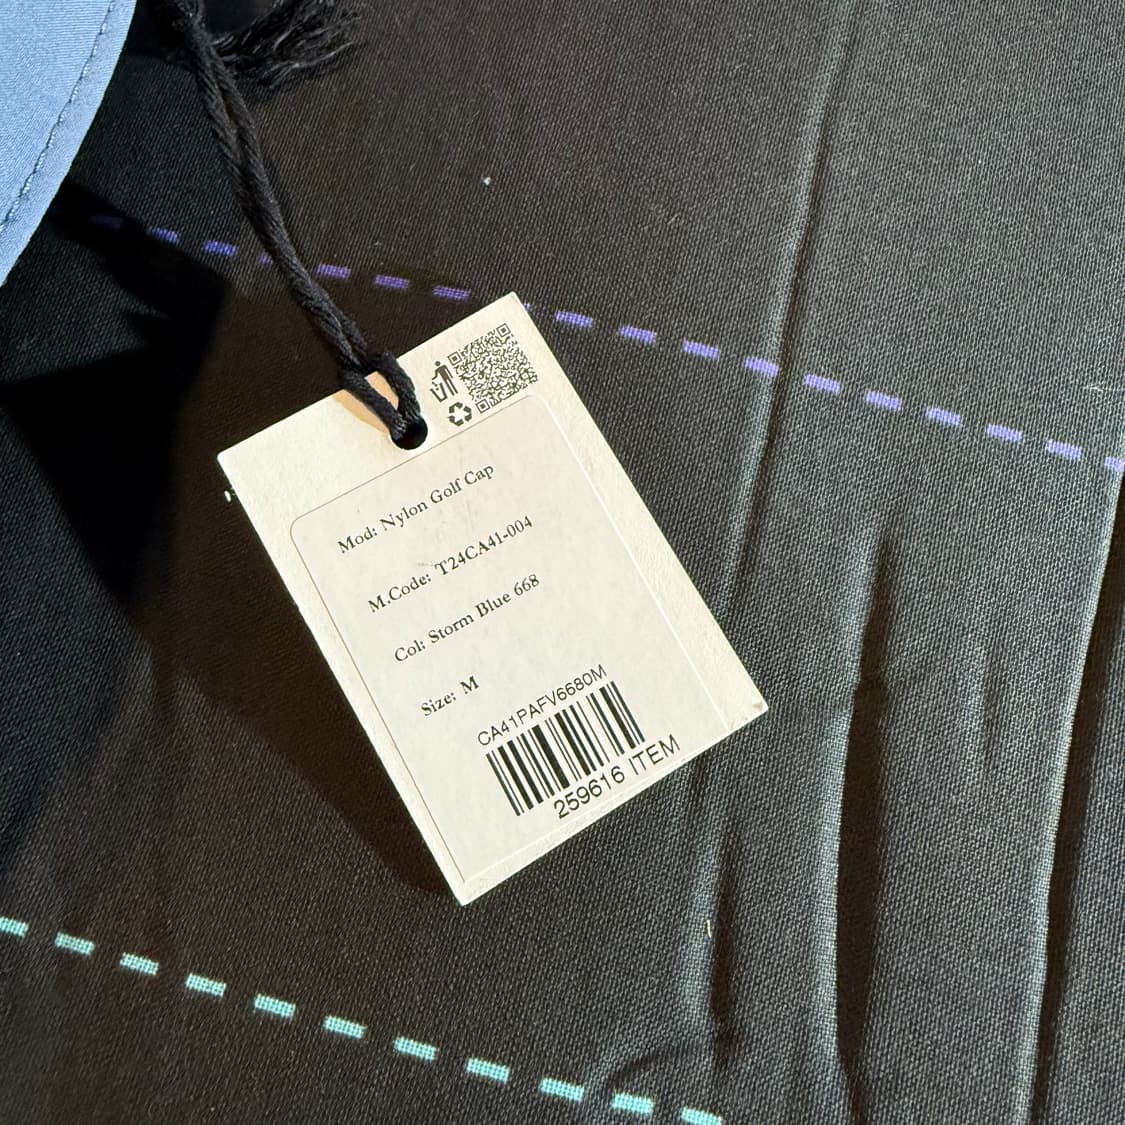 Mod: Nylon Golf Cap
M.Code: T24CA41-004
Col: Storm Blue 668
Size: M
CA41PAFV6680M
259616 ITEM